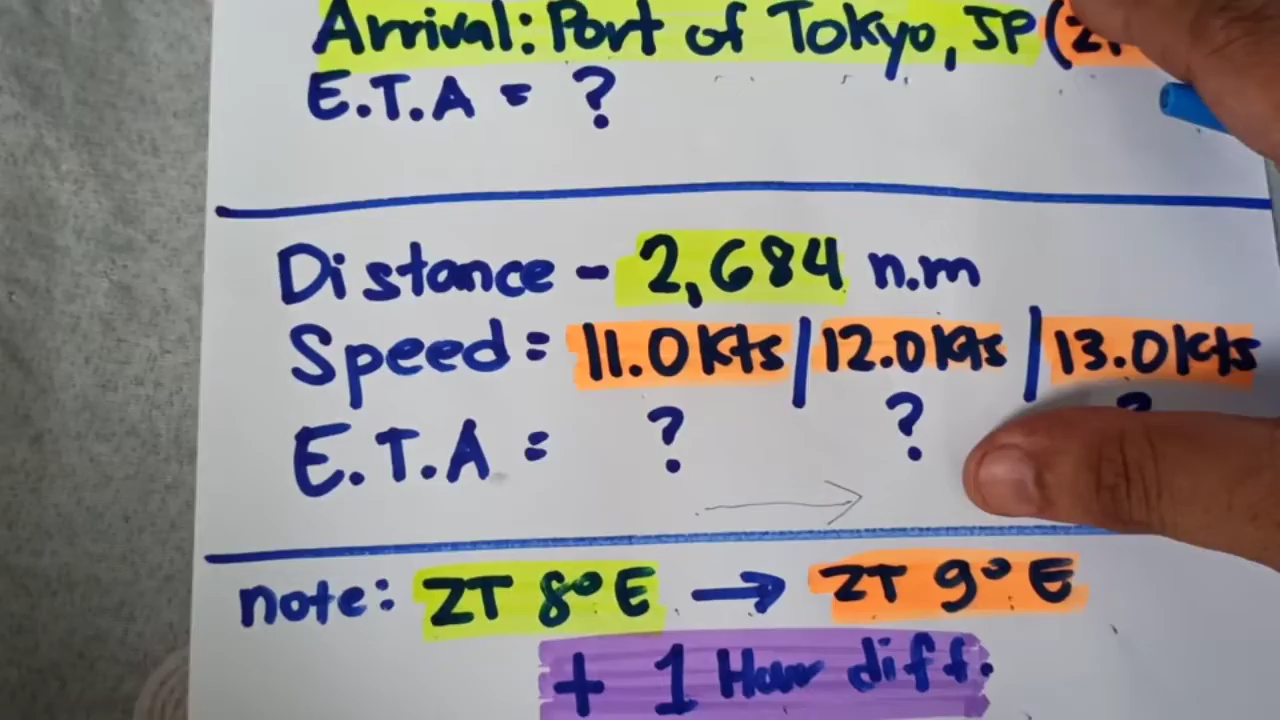 Arrival: Port of Tokyo, JP (
E.T.A = ?
Distance - 2,684 n.m
Speed = 11.0 Kts / 12.0 Kts / 13.0 Kts
E.T.A = ? ? ?
note: ZT 8° E → ZT 9° E
+ 1 Hour diff.